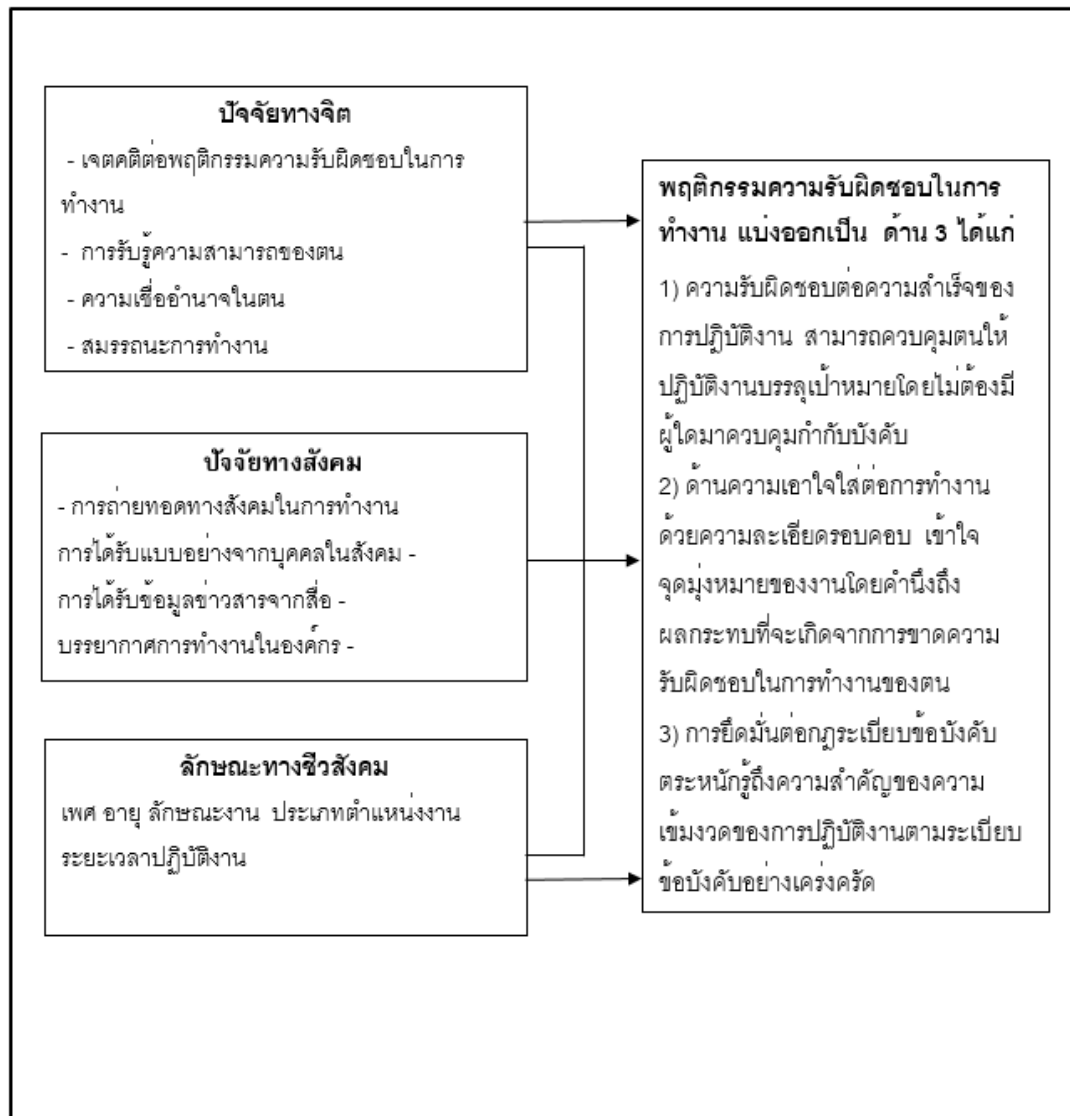 ปัจจัยทางจิต
- เจตคติต่อพฤติกรรมความรับผิดชอบในการ
ทำงาน
- การรับรู้ความสามารถของตน
- ความเชื่ออำนาจในตน
- สมรรถนะการทำงาน
ปัจจัยทางสังคม
- การถ่ายทอดทางสังคมในการทำงาน
การได้รับแบบอย่างจากบุคคลในสังคม -
การได้รับข้อมูลข่าวสารจากสื่อ -
บรรยากาศการทำงานในองค์กร -
ลักษณะทางชีวสังคม
เพศ อายุ ลักษณะงาน ประเภทตำแหน่งงาน
ระยะเวลาปฏิบัติงาน
พฤติกรรมความรับผิดชอบในการ
ทำงาน แบ่งออกเป็น ด้าน 3 ได้แก่
1) ความรับผิดชอบต่อความสำเร็จของ
การปฏิบัติงาน สามารถควบคุมตนให้
ปฏิบัติงานบรรลุเป้าหมายโดยไม่ต้องมี
ผู้ใดมาควบคุมกำกับบังคับ
2) ด้านความเอาใจใส่ต่อการทำงาน
ด้วยความละเอียดรอบคอบ เข้าใจ
จุดมุ่งหมายของงานโดยคำนึงถึง
ผลกระทบที่จะเกิดจากการขาดความ
รับผิดชอบในการทำงานของตน
3) การยึดมั่นต่อกฎระเบียบข้อบังคับ
ตระหนักรู้ถึงความสำคัญของความ
เข้มงวดของการปฏิบัติงานตามระเบียบ
ข้อบังคับอย่างเคร่งครัด